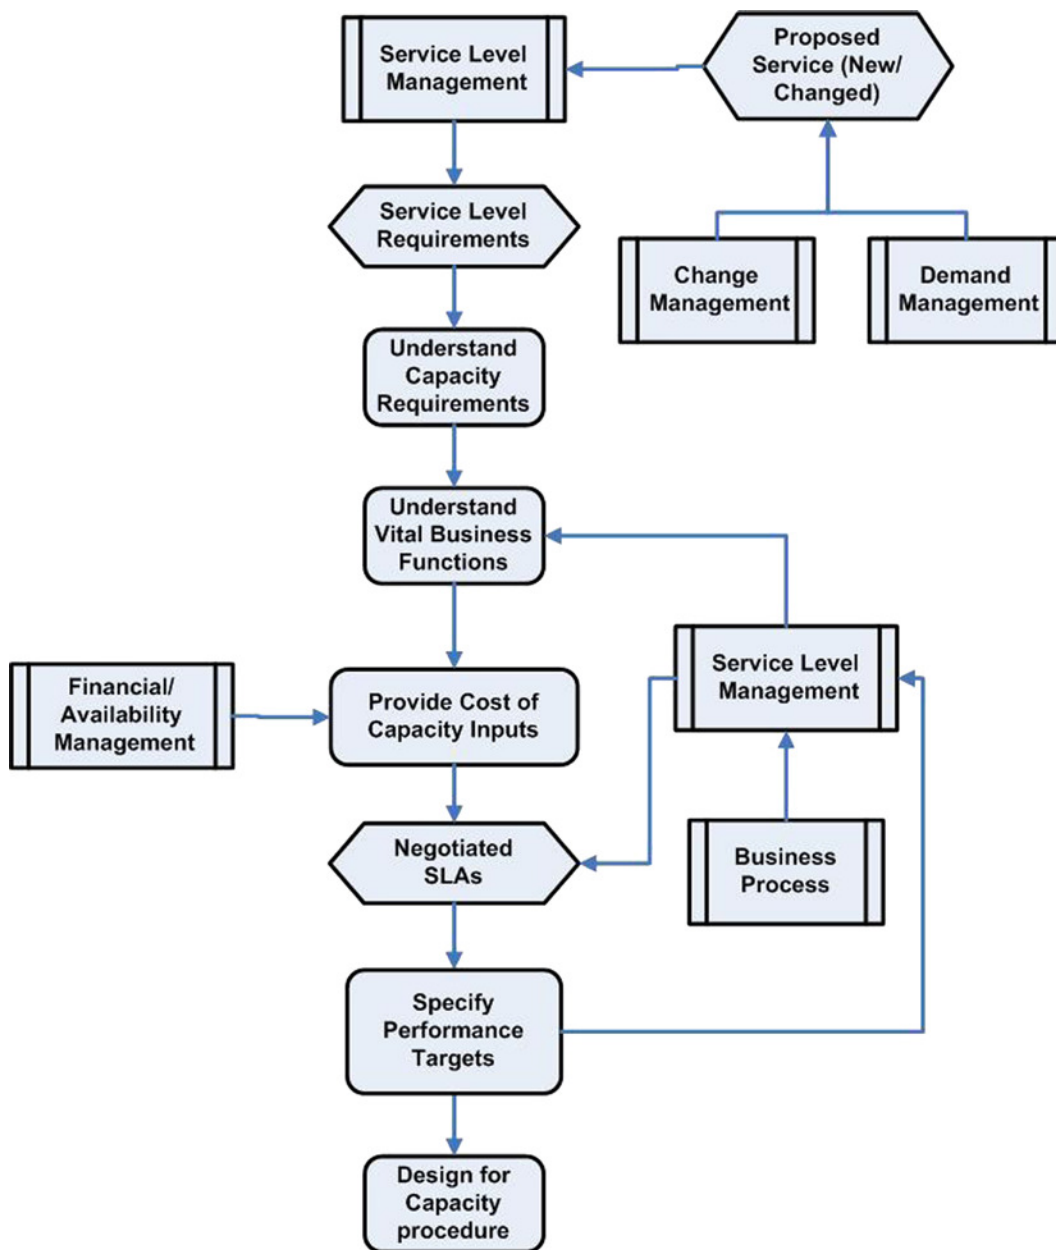 Service Level
Management
Proposed
Service (New/
Changed)
Service Level
Requirements
Change
Management
Demand
Management
Understand
Capacity
Requirements
Understand
Vital Business
Functions
Service Level
Management
Financial/
Availability
Management
Provide Cost of
Capacity Inputs
Negotiated
SLAs
Business
Process
Specify
Performance
Targets
Design for
Capacity
procedure